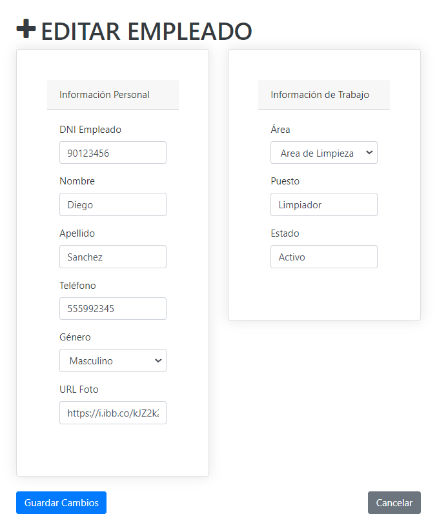 EDITAR EMPLEADO
Información Personal
DNI Empleado
90123456
Nombre
Diego
Apellido
Sanchez
Teléfono
555992345
Género
Masculino
URL Foto
https://i.ibb.co/kJZ2k
Información de Trabajo
Área
Area de Limpieza
Puesto
Limpiador
Estado
Activo
Guardar Cambios
Cancelar